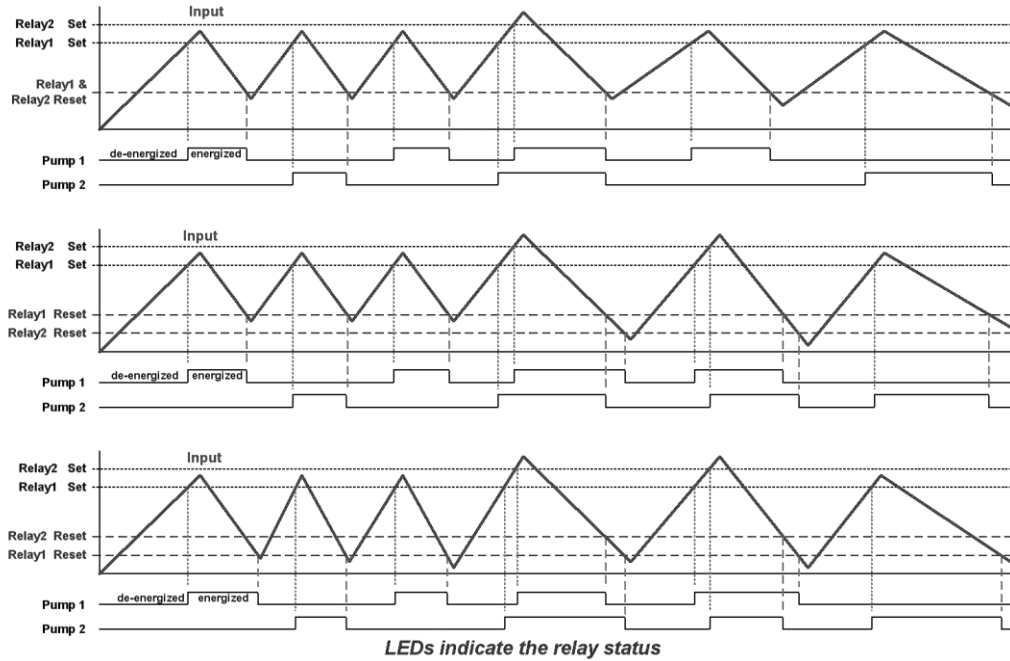 Input
Relay2 Set
Relay1 Set
Relay1 &
Relay2 Reset
de-energized energized
Pump 1
Pump 2
Input
Relay2 Set
Relay1 Set
Relay1 Reset
Relay2 Reset
de-energized energized
Pump 1
Pump 2
Input
Relay2 Set
Relay1 Set
Relay2 Reset
Relay1 Reset
de-energized energized
Pump 1
Pump 2
LEDs indicate the relay status